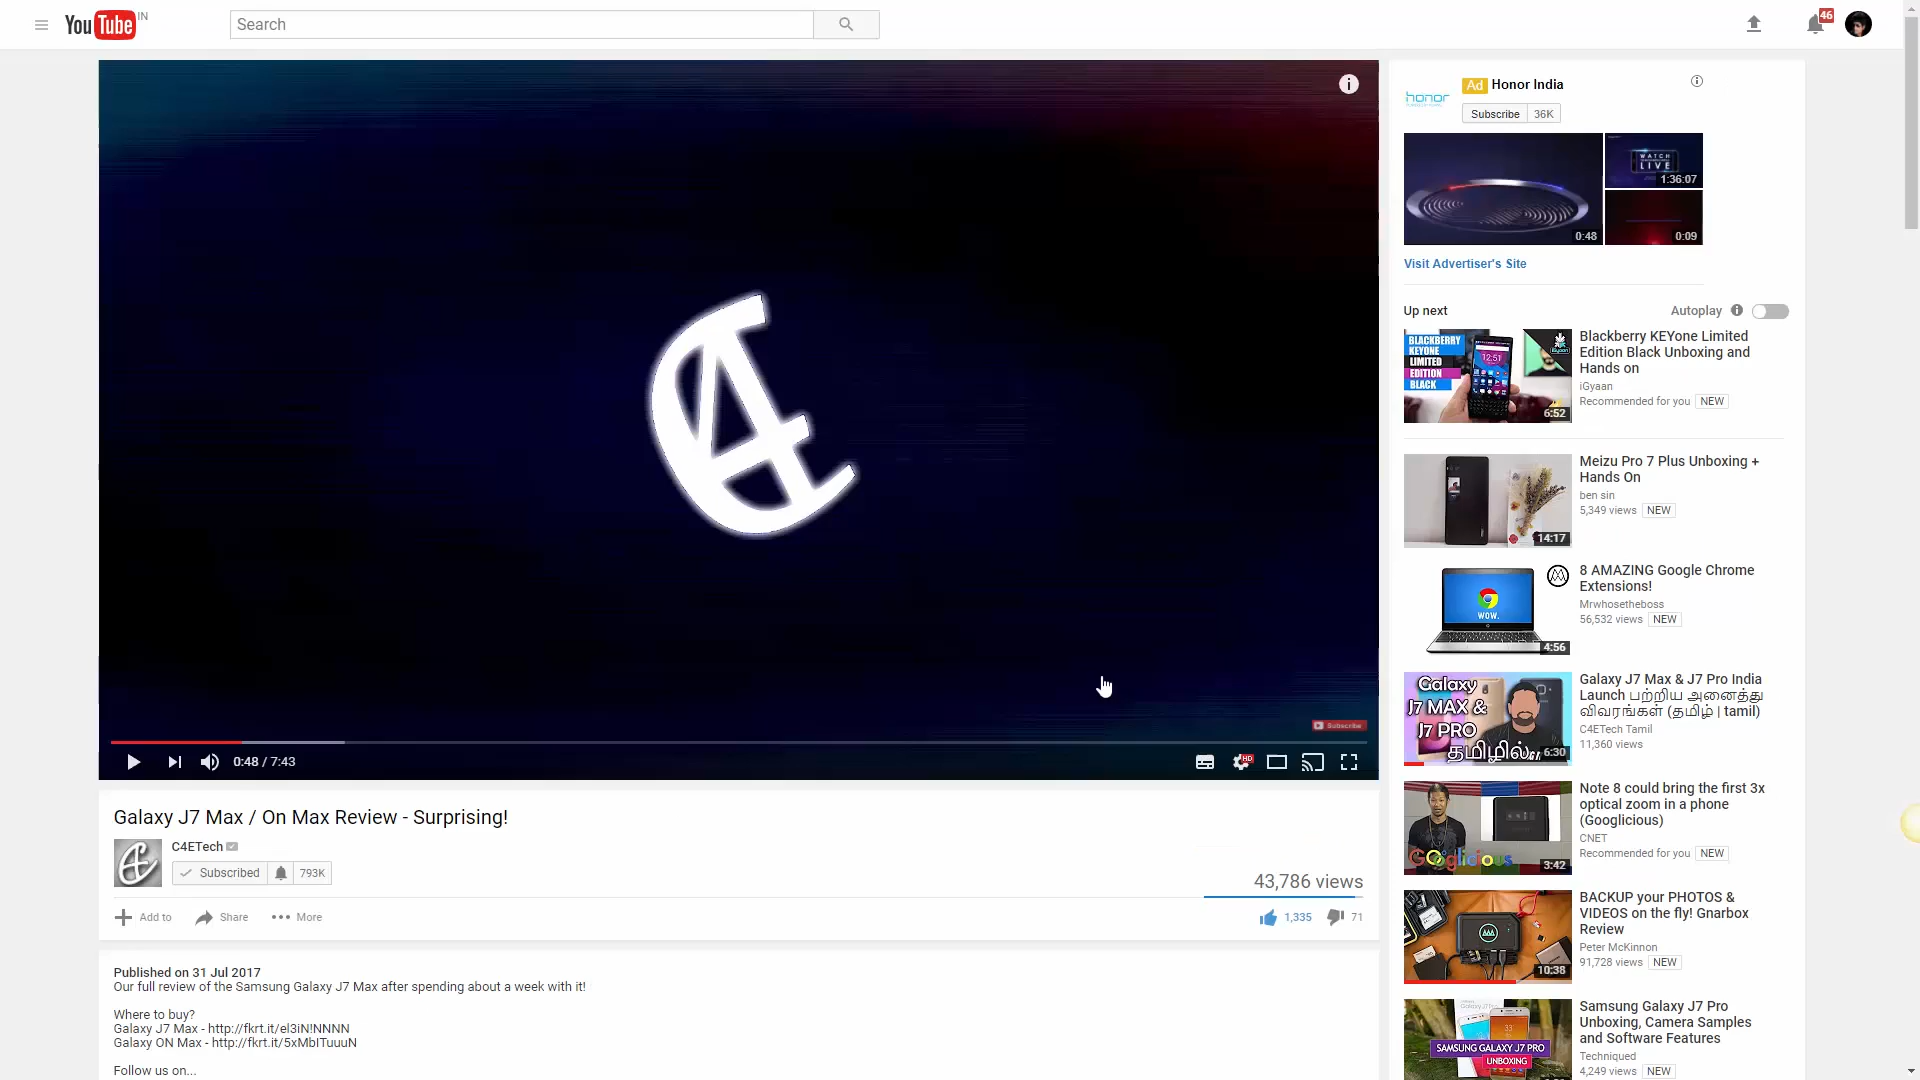 YouTube IN
Search
46
Subscribe
0:48 / 7:43
HD
Galaxy J7 Max / On Max Review - Surprising!
C4ETech
Subscribed 793K
43,786 views
Add to Share More
1,335 71
Published on 31 Jul 2017
Our full review of the Samsung Galaxy J7 Max after spending about a week with it!
Where to buy?
Galaxy J7 Max - http://fkrt.it/el3iN!NNNN
Galaxy ON Max - http://fkrt.it/5xMbITuuuN
Follow us on...
honor
Ad Honor India
Subscribe 36K
WATCH
LIVE
1:36:07
0:48
0:09
Visit Advertiser's Site
Up next
Autoplay
BLACKBERRY
KEYONE
LIMITED
EDITION
BLACK
12:51
iGyaan
6:52
Blackberry KEYone Limited
Edition Black Unboxing and
Hands on
iGyaan
Recommended for you NEW
14:17
Meizu Pro 7 Plus Unboxing +
Hands On
ben sin
5,349 views NEW
WOW.
4:56
8 AMAZING Google Chrome
Extensions!
Mrwhosetheboss
56,532 views NEW
Galaxy
J7 MAX &
J7 PRO
தமிழில்..
6:30
Galaxy J7 Max & J7 Pro India
Launch பற்றிய அனைத்து
விவரங்கள் (தமிழ் | tamil)
C4ETech Tamil
11,360 views
GOoglicious
3:42
Note 8 could bring the first 3x
optical zoom in a phone
(Googlicious)
CNET
Recommended for you NEW
10:38
BACKUP your PHOTOS &
VIDEOS on the fly! Gnarbox
Review
Peter McKinnon
91,728 views NEW
SAMSUNG GALAXY J7 PRO
UNBOXING
Samsung Galaxy J7 Pro
Unboxing, Camera Samples
and Software Features
Techniqued
4,249 views NEW